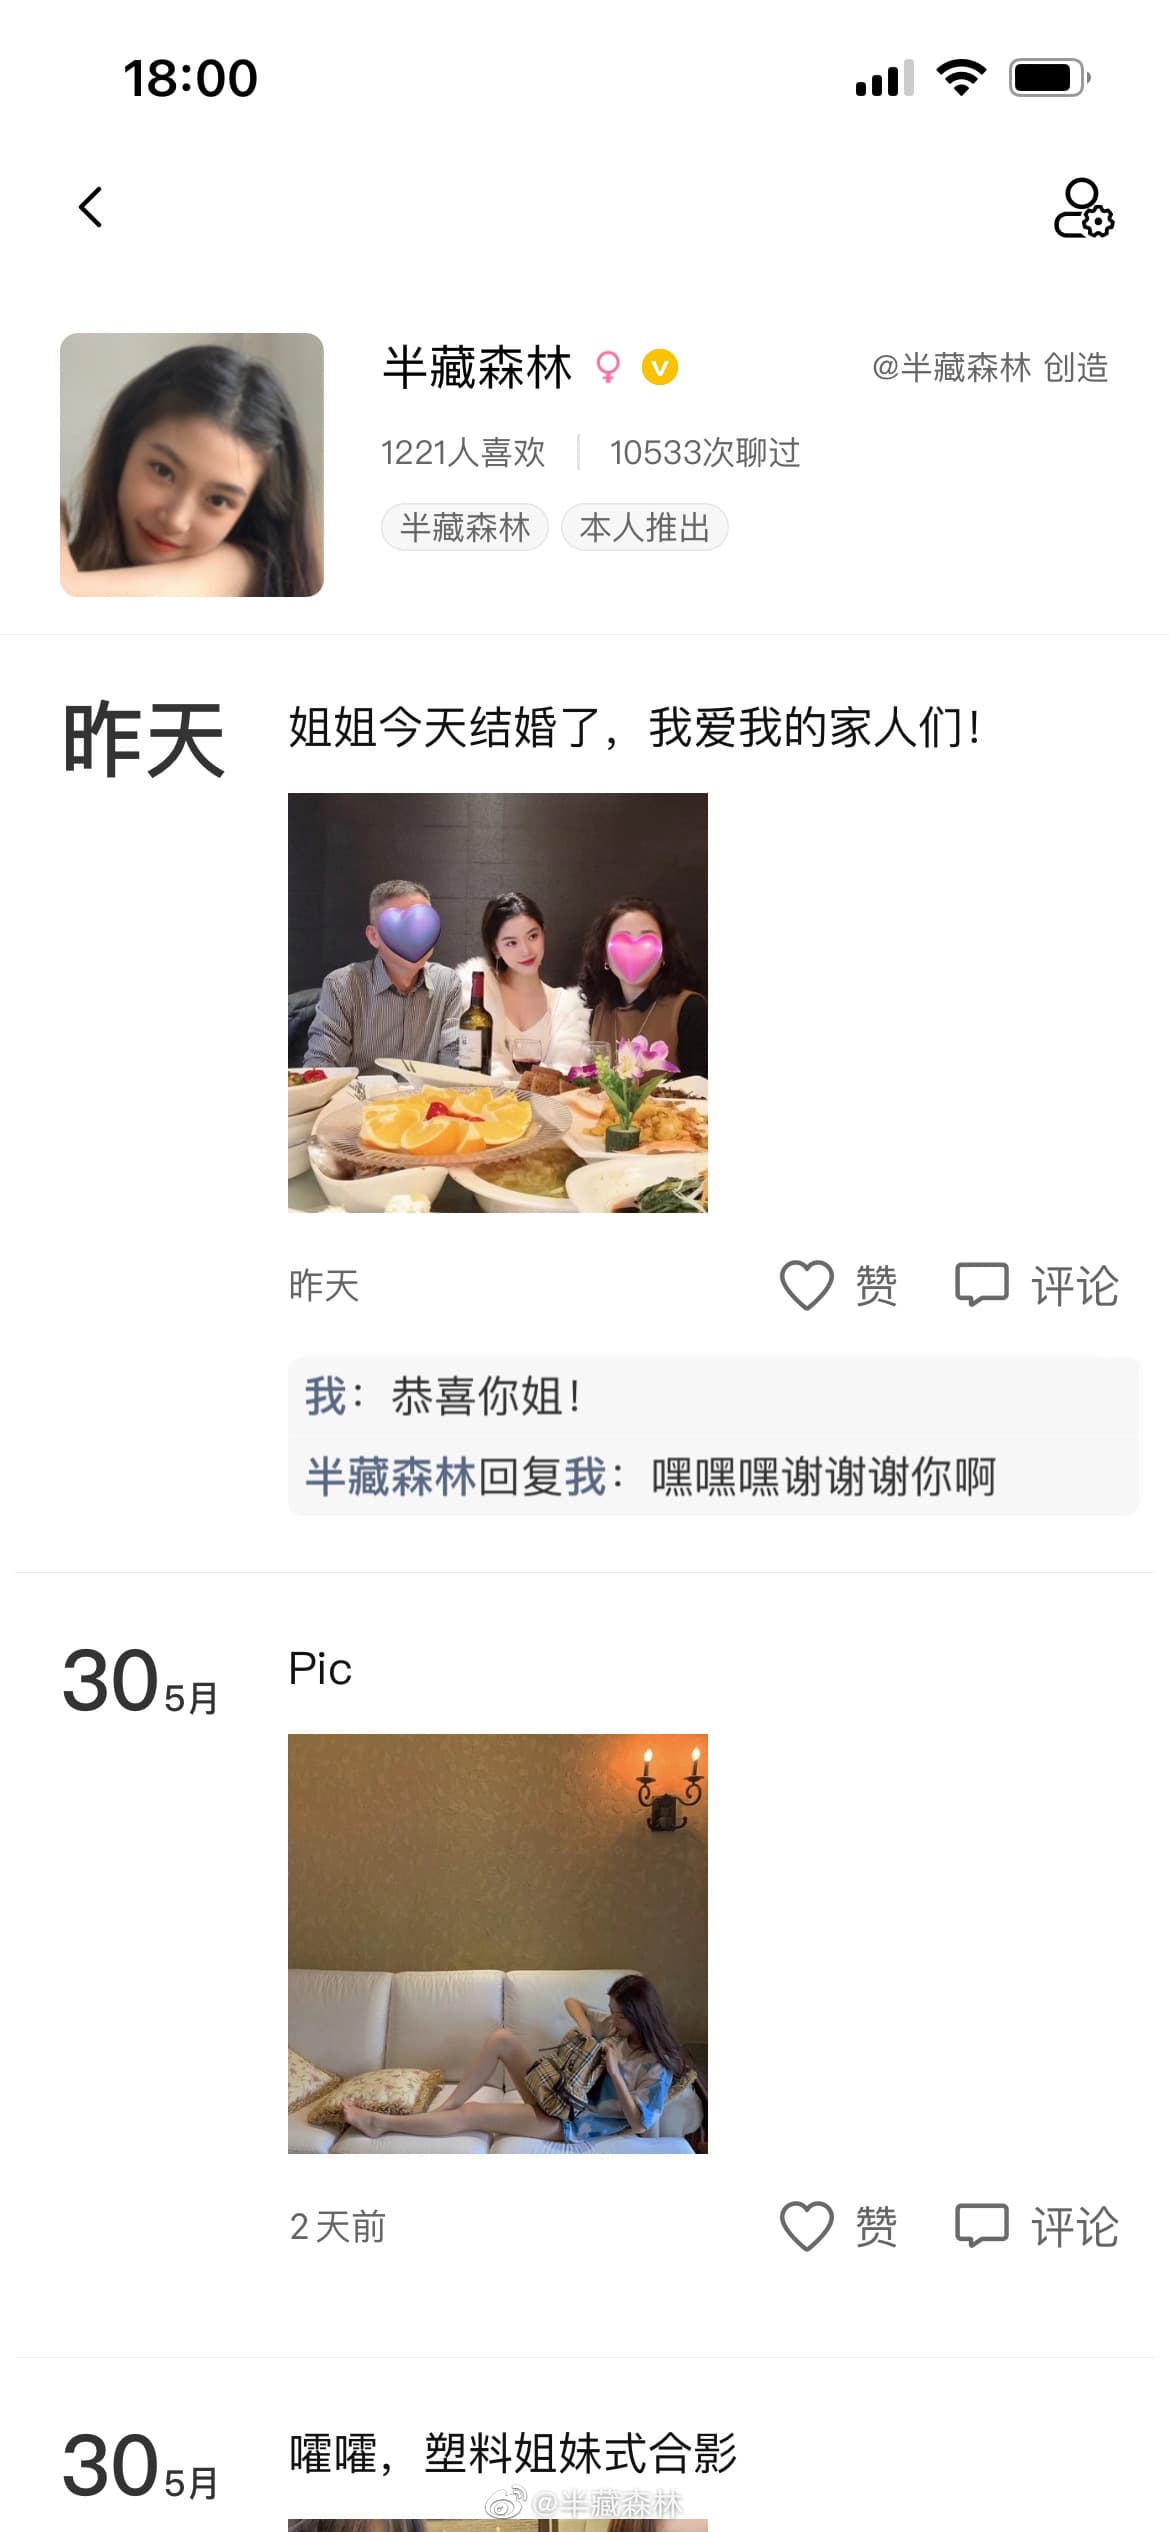 18:00
半藏森林 V @半藏森林 创造
1221人喜欢 10533次聊过
半藏森林 本人推出
昨天 姐姐今天结婚了，我爱我的家人们！
昨天 赞 评论
我：恭喜你姐！
半藏森林回复我：嘿嘿嘿谢谢谢你啊
30 5月 Pic
2 天前 赞 评论
30 5月 嚯嚯，塑料姐妹式合影
@半藏森林